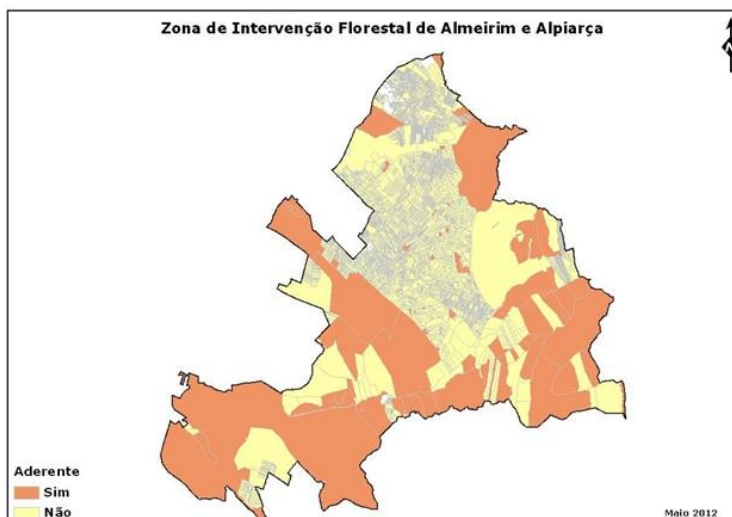 Zona de Intervenção Florestal de Almeirim e Alpiarça
Aderente
Sim
Não
Maio 2012